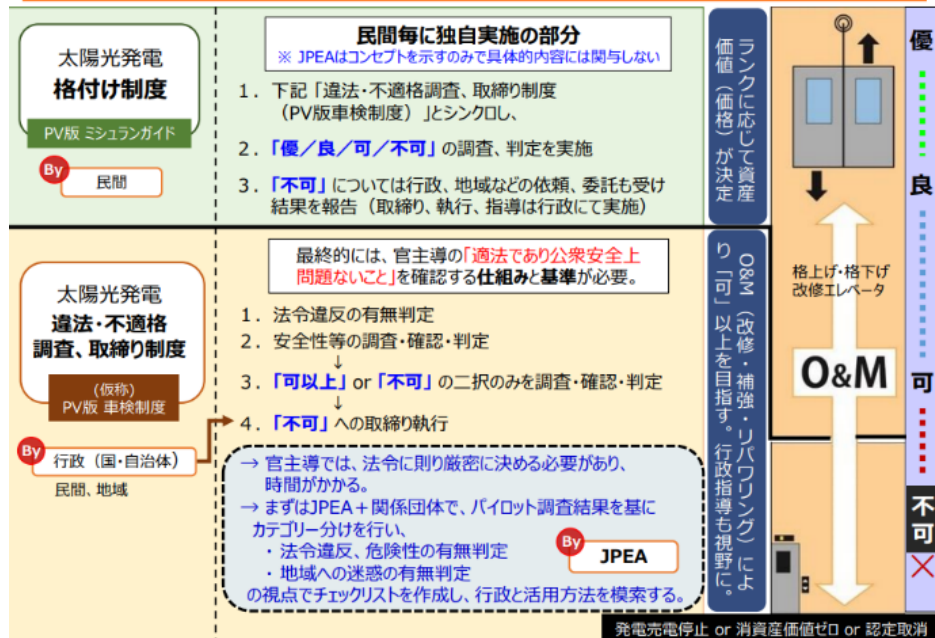 太陽光発電
格付け制度
PV版 ミシュランガイド
By
民間
民間毎に独自実施の部分
※ JPEAはコンセプトを示すのみで具体的内容には関与しない
1. 下記「違法・不適格調査、取締り制度
（PV版車検制度）」とシンクロし、
2. 「優／良／可／不可」の調査、判定を実施
3. 「不可」については行政、地域などの依頼、委託も受け
結果を報告（取締り、執行、指導は行政にて実施）
ランクに応じて資産
価値（価格）が決定
太陽光発電
違法・不適格
調査、取締り制度
（仮称）
PV版 車検制度
By
行政（国・自治体）
民間、地域
最終的には、官主導の「適法であり公衆安全上
問題ないこと」を確認する仕組みと基準が必要。
1. 法令違反の有無判定
2. 安全性等の調査・確認・判定
↓
3. 「可以上」or「不可」の二択のみを調査・確認・判定
↓
4. 「不可」への取締り執行
→ 官主導では、法令に則り厳密に決める必要があり、
時間がかかる。
→ まずはJPEA＋関係団体で、パイロット調査結果を基に
カテゴリー分けを行い、
・法令違反、危険性の有無判定
・地域への迷惑の有無判定
の視点でチェックリストを作成し、行政と活用方法を模索する。
By
JPEA
O&M（改修・補強・リパワリング）によ
り「可」以上を目指す。行政指導も視野に。
格上げ・格下げ
改修エレベータ
O&M
優
良
可
不可
発電売電停止 or 消資産価値ゼロ or 認定取消